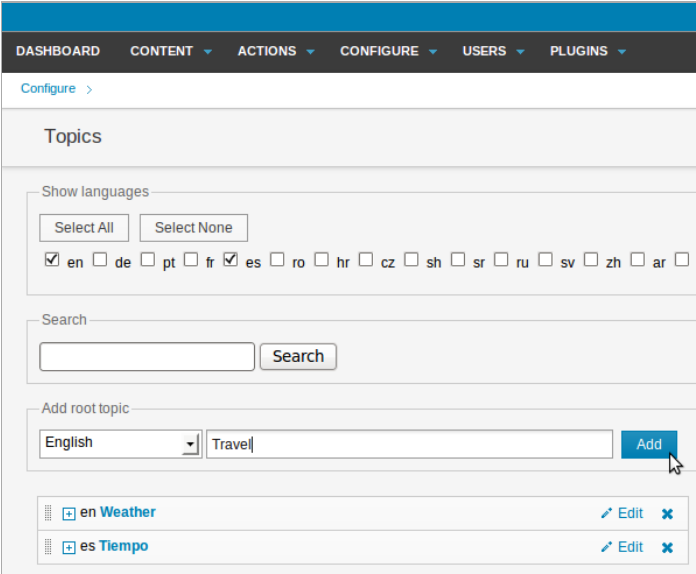 DASHBOARD CONTENT ACTIONS CONFIGURE USERS PLUGINS
Configure >
Topics
Show languages
Select All Select None
en de pt fr es ro hr cz sh sr ru sv zh ar
Search
Search
Add root topic
English Travel Add
en Weather Edit
es Tiempo Edit